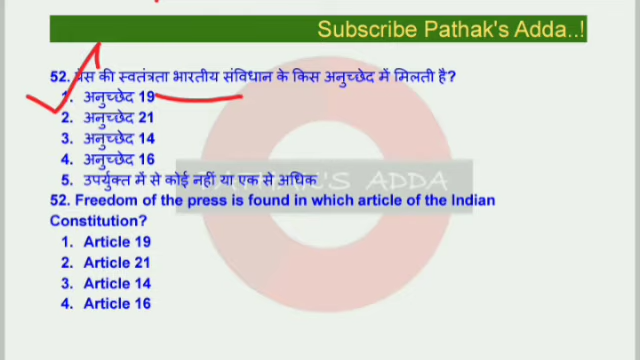 Subscribe Pathak's Adda..!
52. प्रेस की स्वतंत्रता भारतीय संविधान के किस अनुच्छेद में मिलती है?
1. अनुच्छेद 19
2. अनुच्छेद 21
3. अनुच्छेद 14
4. अनुच्छेद 16
5. उपर्युक्त में से कोई नहीं या एक से अधिक
PATHAK'S ADDA
52. Freedom of the press is found in which article of the Indian
Constitution?
1. Article 19
2. Article 21
3. Article 14
4. Article 16